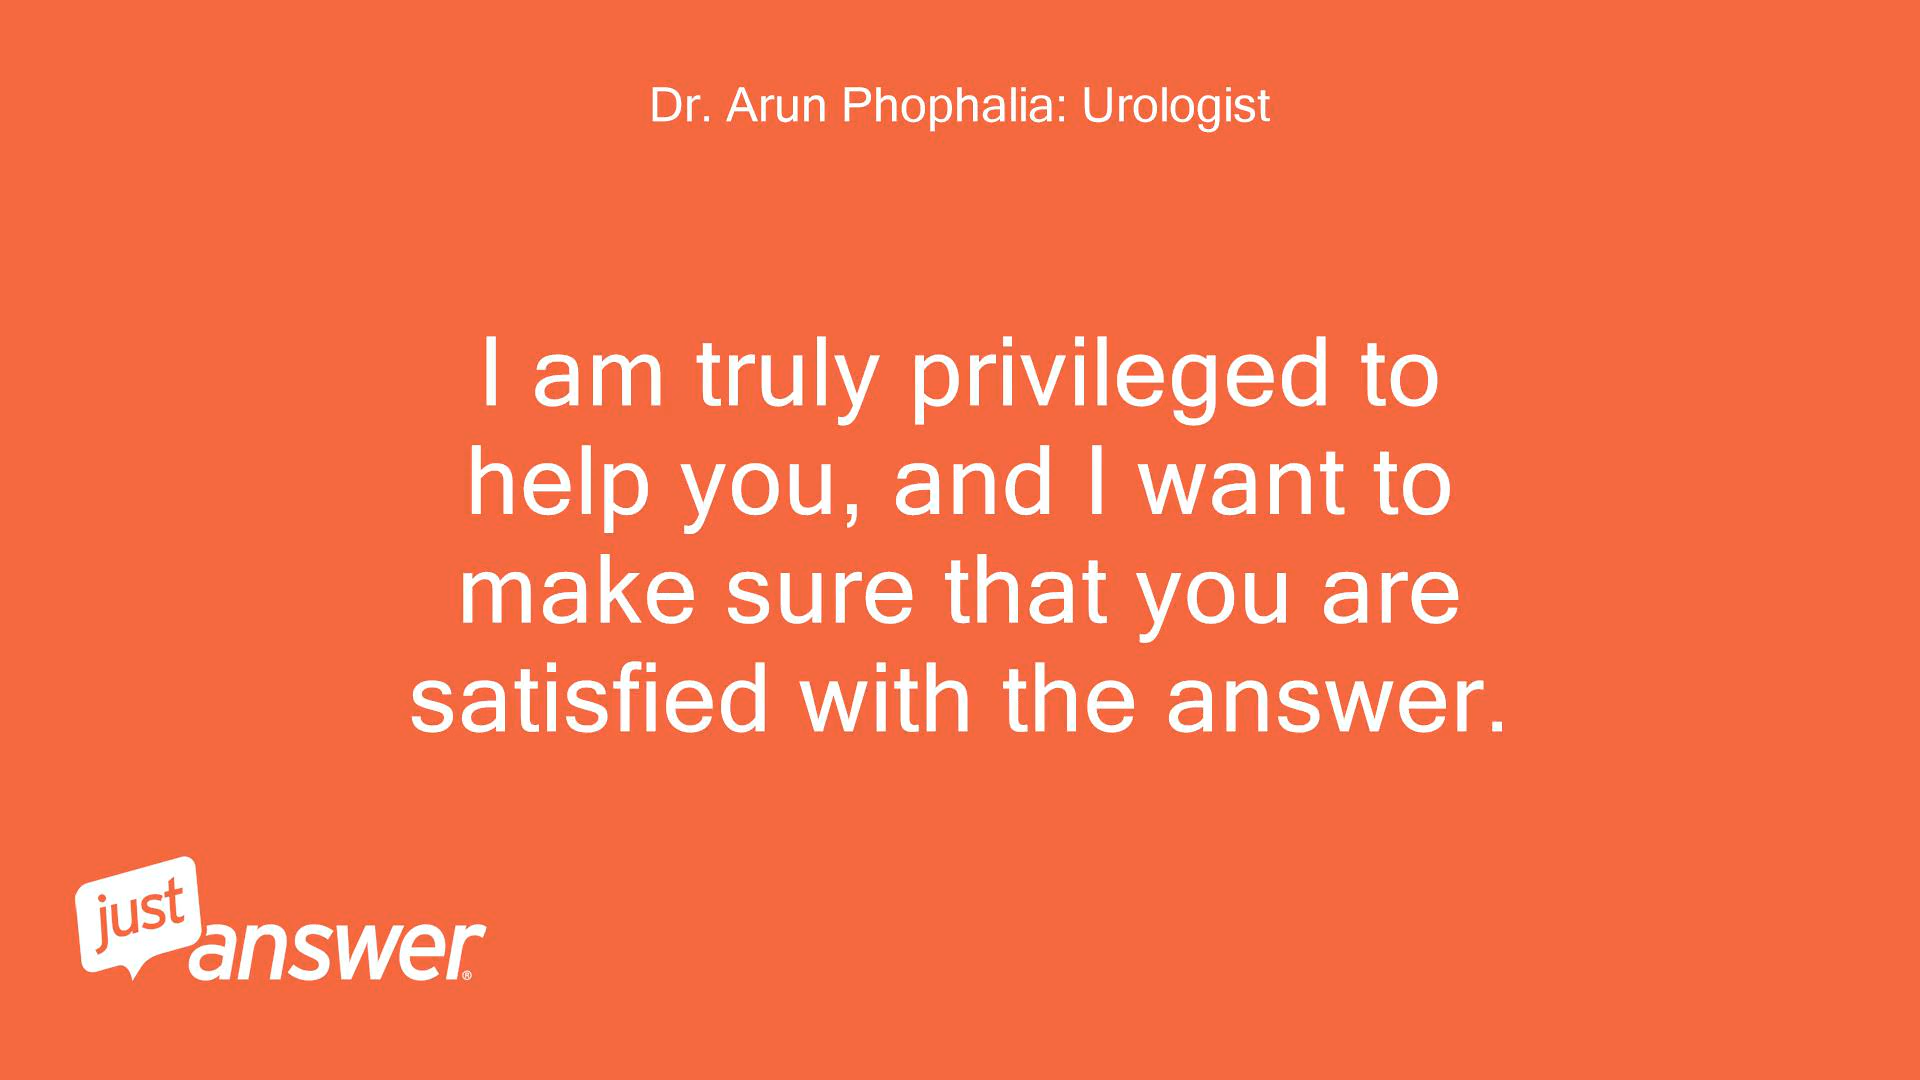 Dr. Arun Phophalia: Urologist
I am truly privileged to
help you, and I want to
make sure that you are
satisfied with the answer.
just
answer®